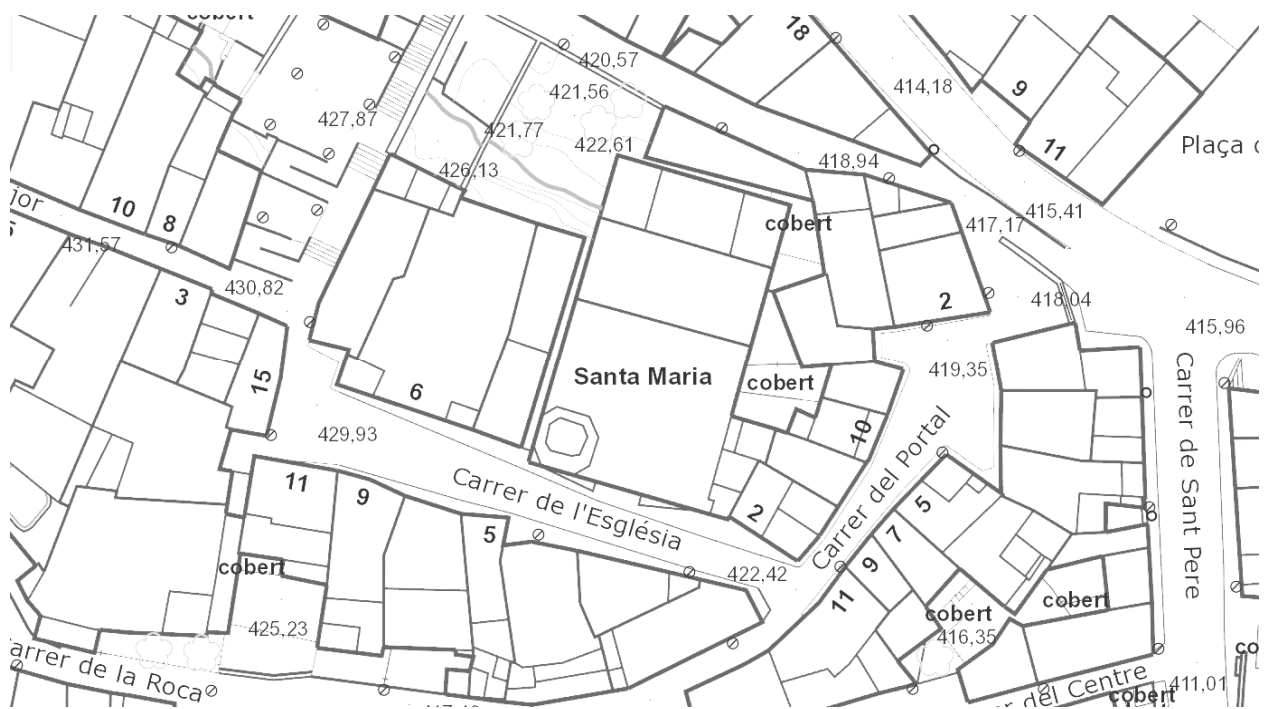 cobert
18
420,57
421,56
414,18
9
427,87
421,77
422,61
11
Plaça
418,94
426,13
jor
10
8
cobert
417,17
415,41
431,57
430,82
3
2
418,04
415,96
15
6
Santa Maria
cobert
419,35
Carrer de Sant Pere
429,93
10
Carrer de l'Església
Carrer del Portal
11
9
5
2
5
7
9
11
422,42
cobert
cobert
cobert
425,23
416,35
arrer de la Roca
r del Centre
cobert
411,01
co